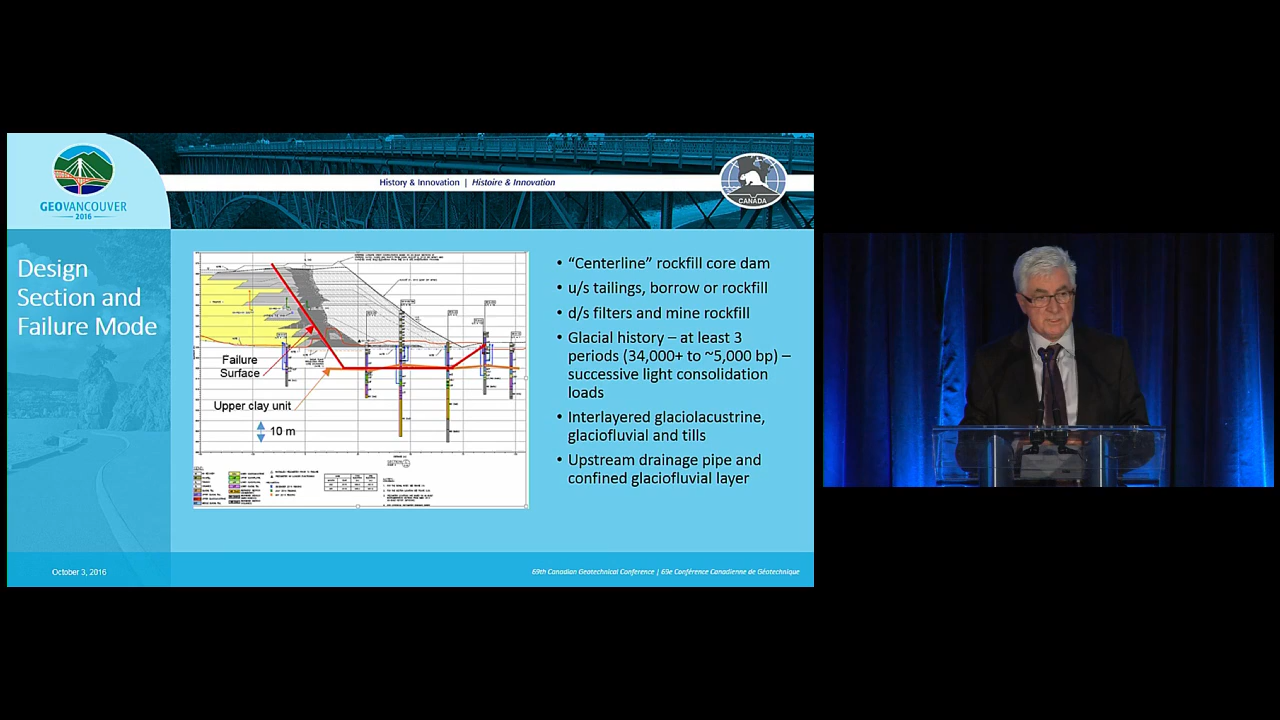 History & Innovation | Histoire & Innovation
GEOVANCOUVER
2016
CANADA
Design
Section and
Failure Mode
Failure
Surface
Upper clay unit
10 m
• “Centerline” rockfill core dam
• u/s tailings, borrow or rockfill
• d/s filters and mine rockfill
• Glacial history – at least 3
periods (34,000+ to ~5,000 bp) –
successive light consolidation
loads
• Interlayered glaciolacustrine,
glaciofluvial and tills
• Upstream drainage pipe and
confined glaciofluvial layer
October 3, 2016
69th Canadian Geotechnical Conference | 69e Conférence Canadienne de Géotechnique